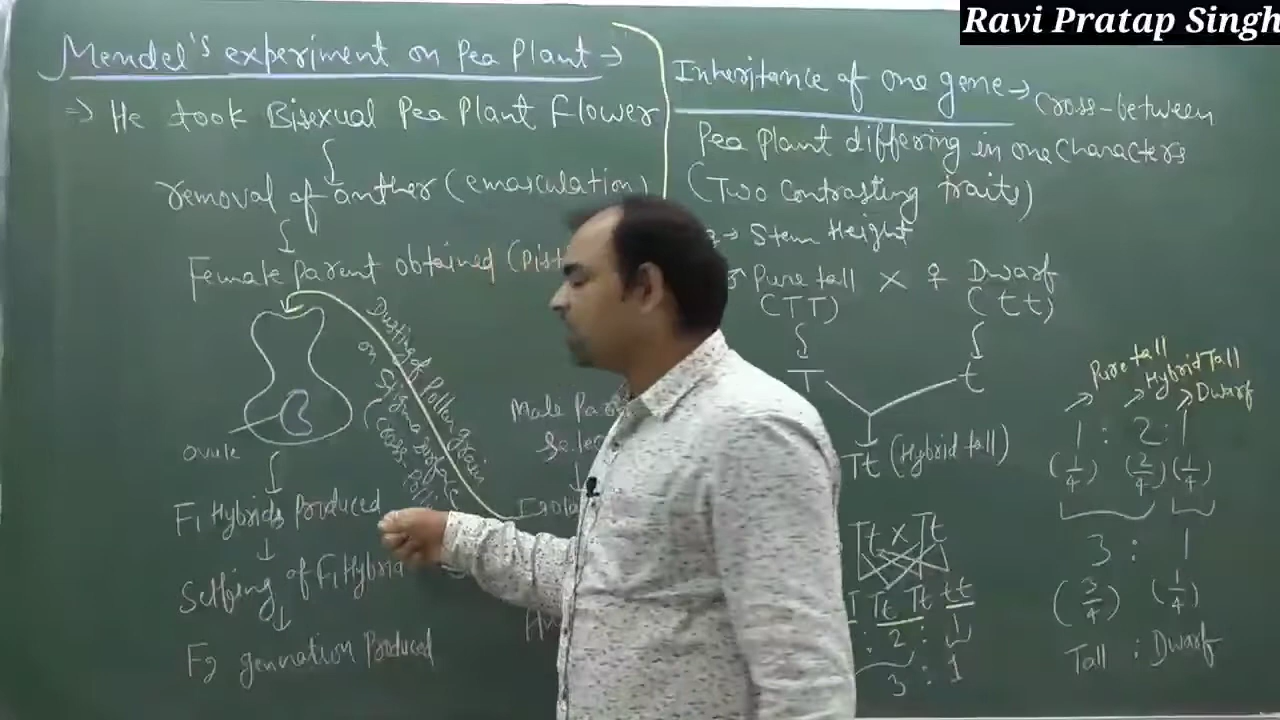 Ravi Pratap Singh
Mendel's experiment on Pea Plant →
⇒ He took Bisexual Pea Plant Flower
removal of anther (emasculation)
Female Parent obtained
Dusting of Pollen grain
on Stigma
ovule
Male
F1 Hybrids Produced
Selfing of F1
F2 generation Produced
Inheritance of one gene → Cross-between
Pea Plant differing in one Characters
(Two Contrasting traits)
→ Stem Height
♂ Pure tall × ♀ Dwarf
(TT) (tt)
T t
Tt (Hybrid tall)
Tt × Tt
Tt Tt tt
: 2 : 1
3 : 1
Pure tall
Hybrid Tall
Dwarf
1 : 2 : 1
(1/4) (2/4) (1/4)
3 : 1
(3/4) (1/4)
Tall : Dwarf